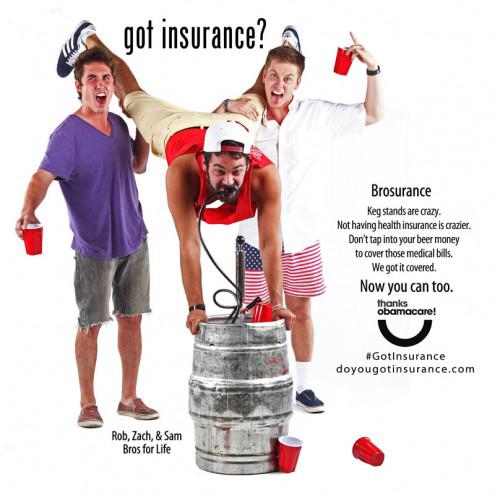 got insurance?
Brosurance
Keg stands are crazy.
Not having health insurance is crazier.
Don't tap into your beer money
to cover those medical bills.
We got it covered.
Now you can too.
thanks
obamacare!
#GotInsurance
doyougotinsurance.com
Rob, Zach, & Sam
Bros for Life